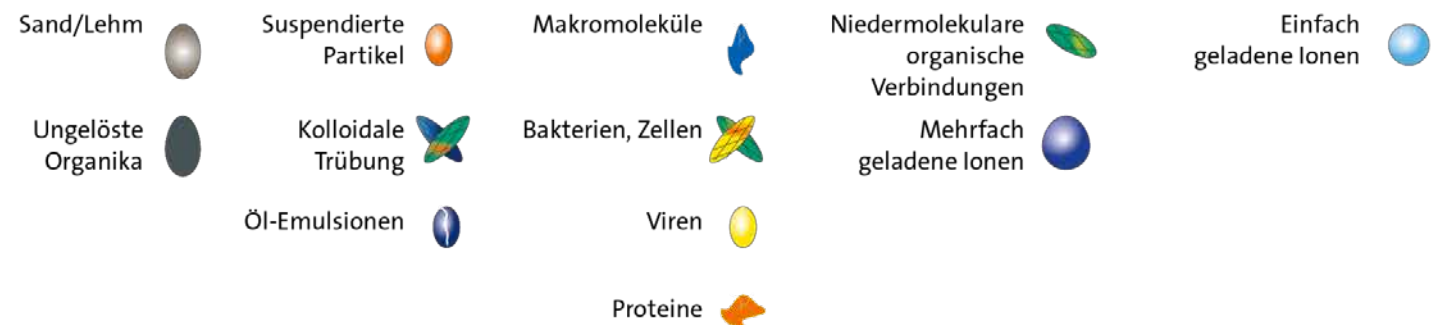 Sand/Lehm
Ungelöste
Organika
Suspendierte
Partikel
Kolloidale
Trübung
Öl-Emulsionen
Makromoleküle
Bakterien, Zellen
Viren
Proteine
Niedermolekulare
organische
Verbindungen
Mehrfach
geladene Ionen
Einfach
geladene Ionen